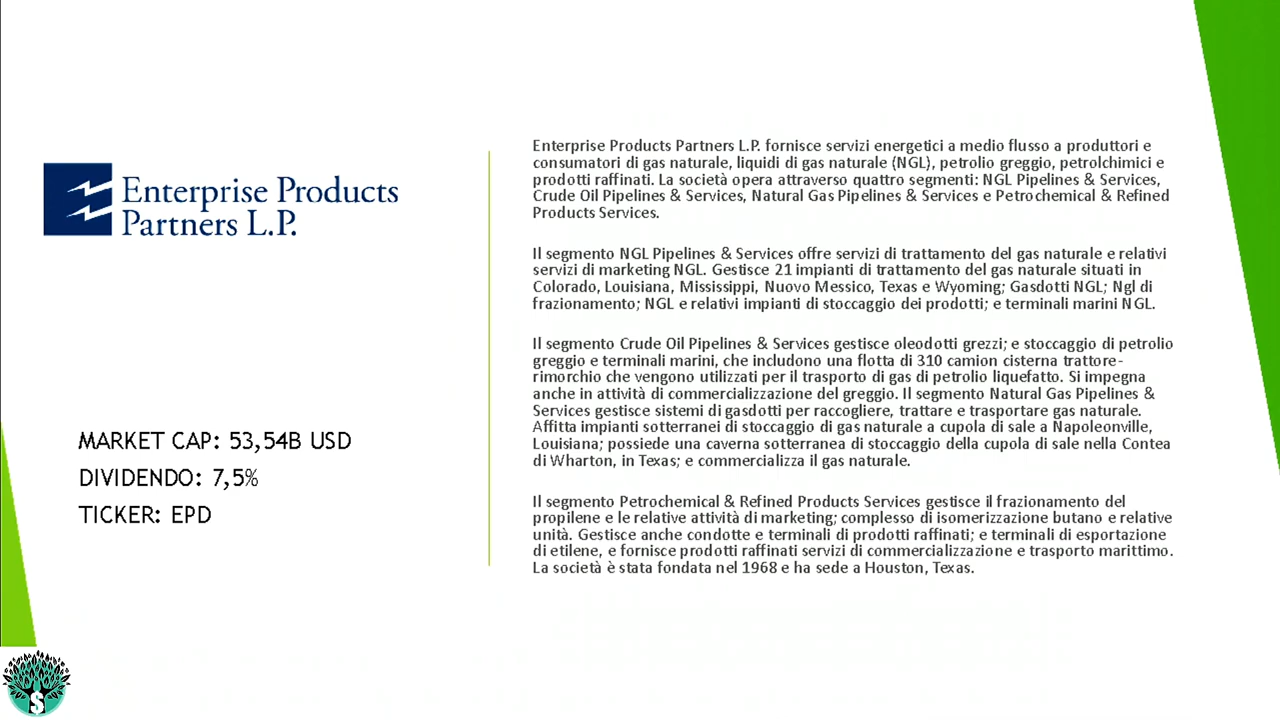 Enterprise Products
Partners L.P.
MARKET CAP: 53,54B USD
DIVIDENDO: 7,5%
TICKER: EPD
Enterprise Products Partners L.P. fornisce servizi energetici a medio flusso a produttori e
consumatori di gas naturale, liquidi di gas naturale (NGL), petrolio greggio, petrolchimici e
prodotti raffinati. La società opera attraverso quattro segmenti: NGL Pipelines & Services,
Crude Oil Pipelines & Services, Natural Gas Pipelines & Services e Petrochemical & Refined
Products Services.
Il segmento NGL Pipelines & Services offre servizi di trattamento del gas naturale e relativi
servizi di marketing NGL. Gestisce 21 impianti di trattamento del gas naturale situati in
Colorado, Louisiana, Mississippi, Nuovo Messico, Texas e Wyoming; Gasdotti NGL; Ngl di
frazionamento; NGL e relativi impianti di stoccaggio dei prodotti; e terminali marini NGL.
Il segmento Crude Oil Pipelines & Services gestisce oleodotti grezzi; e stoccaggio di petrolio
greggio e terminali marini, che includono una flotta di 310 camion cisterna trattore-
rimorchio che vengono utilizzati per il trasporto di gas di petrolio liquefatto. Si impegna
anche in attività di commercializzazione del greggio. Il segmento Natural Gas Pipelines &
Services gestisce sistemi di gasdotti per raccogliere, trattare e trasportare gas naturale.
Affitta impianti sotterranei di stoccaggio di gas naturale a cupola di sale a Napoleonville,
Louisiana; possiede una caverna sotterranea di stoccaggio della cupola di sale nella Contea
di Wharton, in Texas; e commercializza il gas naturale.
Il segmento Petrochemical & Refined Products Services gestisce il frazionamento del
propilene e le relative attività di marketing; complesso di isomerizzazione butano e relative
unità. Gestisce anche condotte e terminali di prodotti raffinati; e terminali di esportazione
di etilene, e fornisce prodotti raffinati servizi di commercializzazione e trasporto marittimo.
La società è stata fondata nel 1968 e ha sede a Houston, Texas.
$